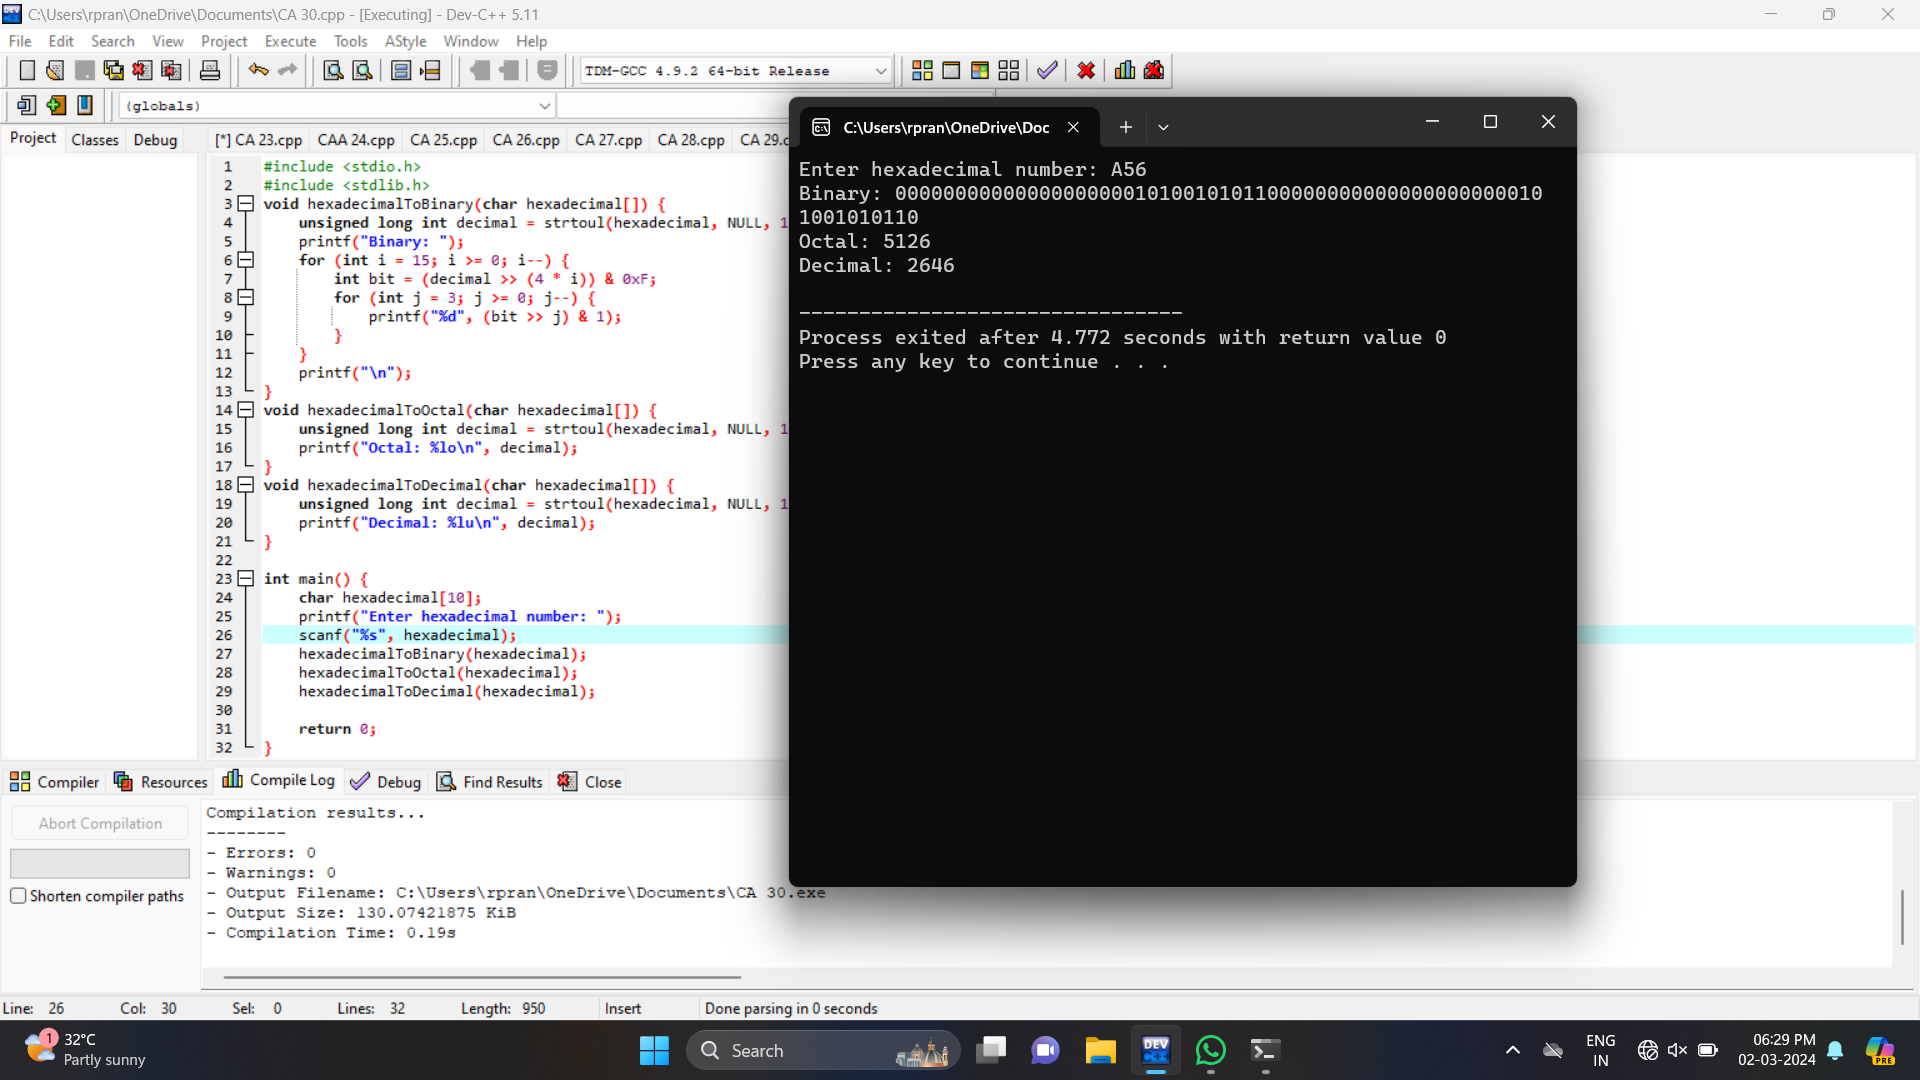 C:\Users\rpran\OneDrive\Documents\CA 30.cpp - [Executing] - Dev-C++ 5.11
File Edit Search View Project Execute Tools AStyle Window Help
TDM-GCC 4.9.2 64-bit Release
(globals)
Project Classes Debug
[*] CA 23.cpp CAA 24.cpp CA 25.cpp CA 26.cpp CA 27.cpp CA 28.cpp CA 29.c
1 #include <stdio.h>
2 #include <stdlib.h>
3 void hexadecimalToBinary(char hexadecimal[]) {
4 unsigned long int decimal = strtoul(hexadecimal, NULL, 1
5 printf("Binary: ");
6 for (int i = 15; i >= 0; i--) {
7 int bit = (decimal >> (4 * i)) & 0xF;
8 for (int j = 3; j >= 0; j--) {
9 printf("%d", (bit >> j) & 1);
10 }
11 }
12 printf("\n");
13 }
14 void hexadecimalToOctal(char hexadecimal[]) {
15 unsigned long int decimal = strtoul(hexadecimal, NULL, 1
16 printf("Octal: %lo\n", decimal);
17 }
18 void hexadecimalToDecimal(char hexadecimal[]) {
19 unsigned long int decimal = strtoul(hexadecimal, NULL, 1
20 printf("Decimal: %lu\n", decimal);
21 }
22
23 int main() {
24 char hexadecimal[10];
25 printf("Enter hexadecimal number: ");
26 scanf("%s", hexadecimal);
27 hexadecimalToBinary(hexadecimal);
28 hexadecimalToOctal(hexadecimal);
29 hexadecimalToDecimal(hexadecimal);
30
31 return 0;
32 }
C:\Users\rpran\OneDrive\Doc
Enter hexadecimal number: A56
Binary: 000000000000000000001010010101100000000000000000000010
1001010110
Octal: 5126
Decimal: 2646
--------------------------------
Process exited after 4.772 seconds with return value 0
Press any key to continue . . .
Compiler Resources Compile Log Debug Find Results Close
Abort Compilation
Shorten compiler paths
Compilation results...
--------
- Errors: 0
- Warnings: 0
- Output Filename: C:\Users\rpran\OneDrive\Documents\CA 30.exe
- Output Size: 130.07421875 KiB
- Compilation Time: 0.19s
Line: 26 Col: 30 Sel: 0 Lines: 32 Length: 950 Insert Done parsing in 0 seconds
1
32°C
Partly sunny
Search
DEV
C++
ENG
IN
06:29 PM
02-03-2024
PRE